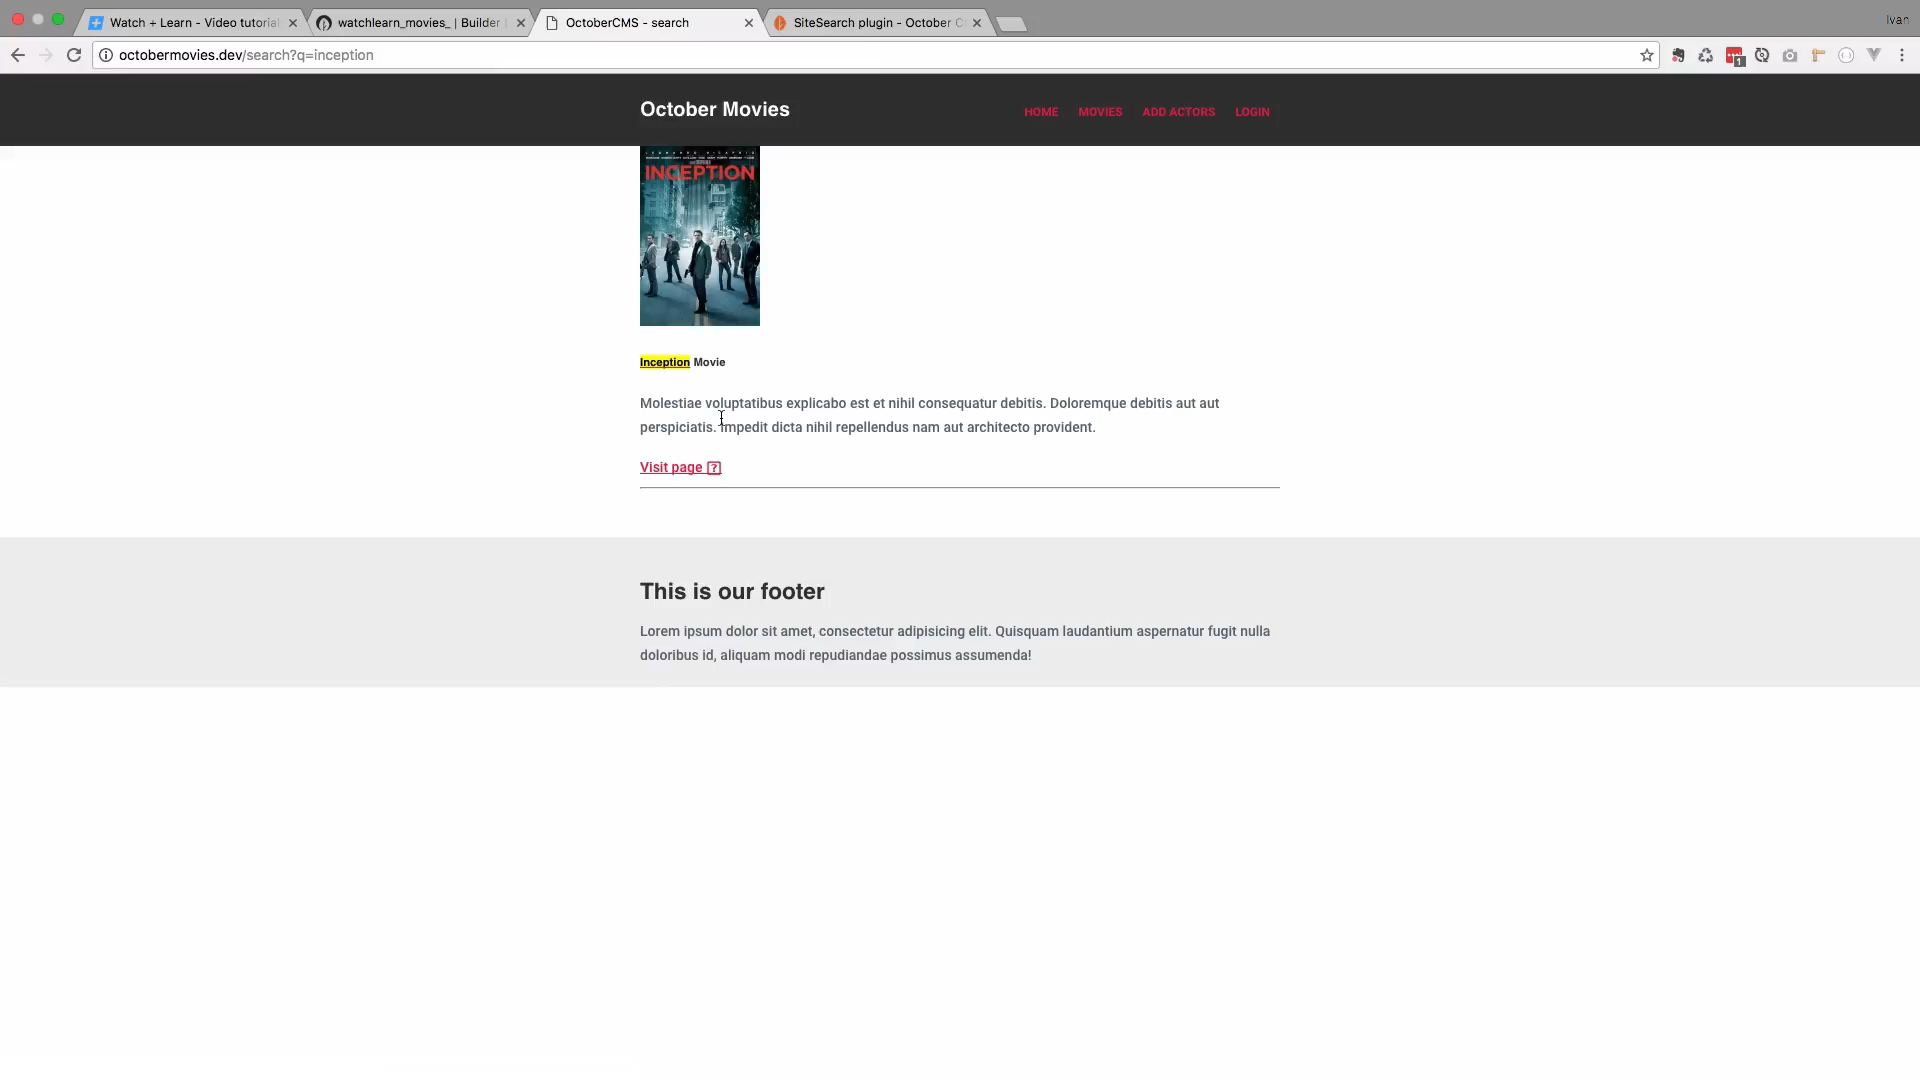 Watch + Learn - Video tutorial
watchlearn_movies_ | Builder |
OctoberCMS - search
SiteSearch plugin - October C
Ivan
octobermovies.dev/search?q=inception
1
October Movies
HOME
MOVIES
ADD ACTORS
LOGIN
INCEPTION
Inception Movie
Molestiae voluptatibus explicabo est et nihil consequatur debitis. Doloremque debitis aut aut
perspiciatis. Impedit dicta nihil repellendus nam aut architecto provident.
Visit page
This is our footer
Lorem ipsum dolor sit amet, consectetur adipisicing elit. Quisquam laudantium aspernatur fugit nulla
doloribus id, aliquam modi repudiandae possimus assumenda!